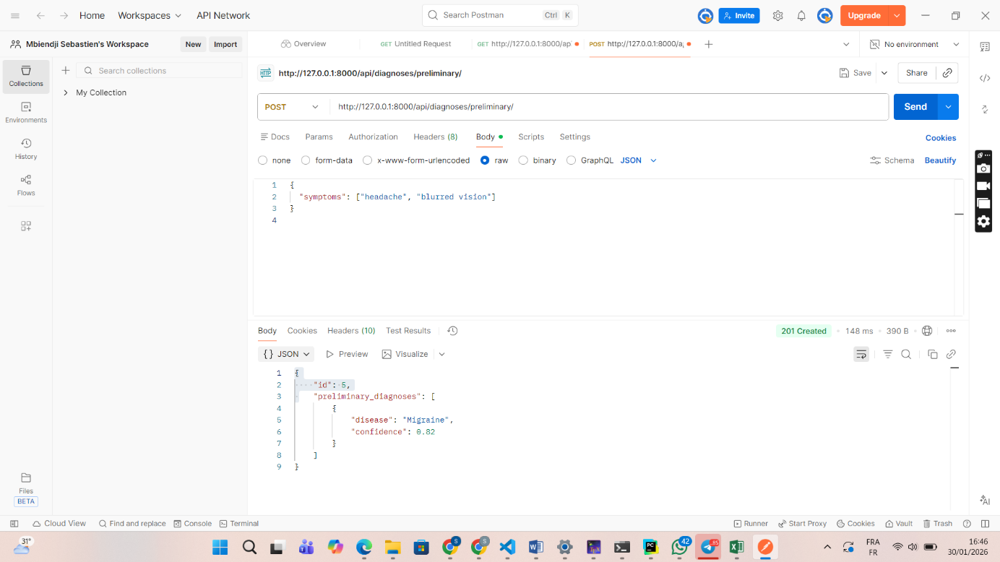 Home
Workspaces
API Network
Search Postman
Ctrl K
Invite
Upgrade
Mbiendji Sebastien's Workspace
New
Import
Overview
GET Untitled Request
GET http://127.0.0.1:8000/ap
POST http://127.0.0.1:8000/a
No environment
Collections
Environments
History
Flows
Files
BETA
Search collections
My Collection
HTTP http://127.0.0.1:8000/api/diagnoses/preliminary/
Save
Share
POST
http://127.0.0.1:8000/api/diagnoses/preliminary/
Send
Docs Params Authorization Headers (8) Body Scripts Settings
Cookies
none form-data x-www-form-urlencoded raw binary GraphQL JSON
Schema Beautify
1 {
2 "symptoms": ["headache", "blurred vision"]
3 }
4
Body Cookies Headers (10) Test Results
201 Created 148 ms 390 B
{} JSON Preview Visualize
1 {
2 "id": 5,
3 "preliminary_diagnoses": [
4 {
5 "disease": "Migraine",
6 "confidence": 0.82
7 }
8 ]
9 }
AI
Cloud View Find and replace Console Terminal
Runner Start Proxy Cookies Vault Trash
31°
S
S
PC
42
85
FRA
FR
16:46
30/01/2026